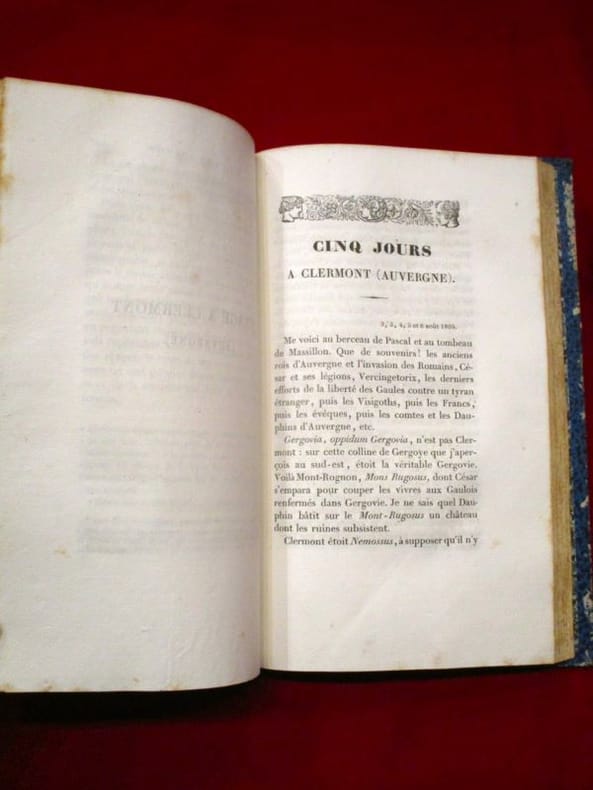 CINQ JOURS
A CLERMONT (AUVERGNE).
2, 3, 4, 5 et 6 août 1805.
Me voici au berceau de Pascal et au tombeau
de Massillon. Que de souvenirs! les anciens
rois d'Auvergne et l'invasion des Romains, Cé-
sar et ses légions, Vercingetorix, les derniers
efforts de la liberté des Gaules contre un tyran
étranger, puis les Visigoths, puis les Francs,
puis les évêques, puis les comtes et les Dau-
phins d'Auvergne, etc.
Gergovia, oppidum Gergovia, n'est pas Cler-
mont : sur cette colline de Gergoye que j'aper-
çois au sud-est, étoit la véritable Gergovie.
Voilà Mont-Rognon, Mons Rugosus, dont César
s'empara pour couper les vivres aux Gaulois
renfermés dans Gergovie. Je ne sais quel Dau-
phin bâtit sur le Mont-Rugosus un château
dont les ruines subsistent.
Clermont étoit Nemossus, à supposer qu'il n'y